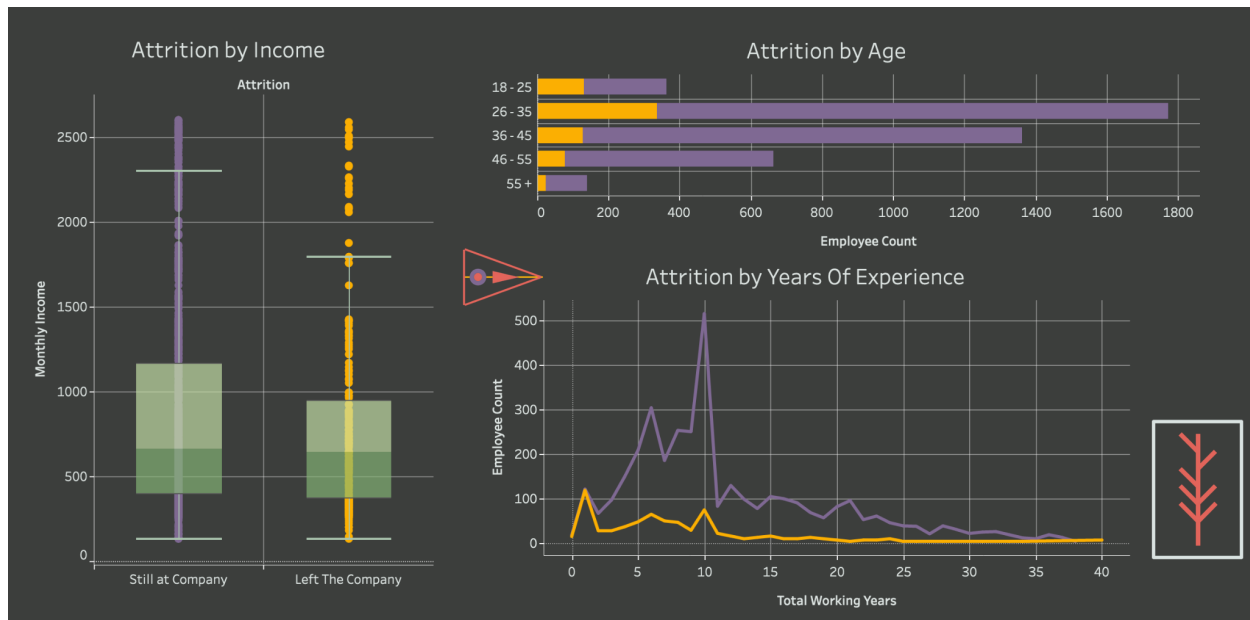 Attrition by Income
Attrition
Monthly Income
2500
2000
1500
1000
500
0
Still at Company
Left The Company
Attrition by Age
18 - 25
26 - 35
36 - 45
46 - 55
55 +
0 200 400 600 800 1000 1200 1400 1600 1800
Employee Count
Attrition by Years Of Experience
Employee Count
500
400
300
200
100
0
0 5 10 15 20 25 30 35 40
Total Working Years